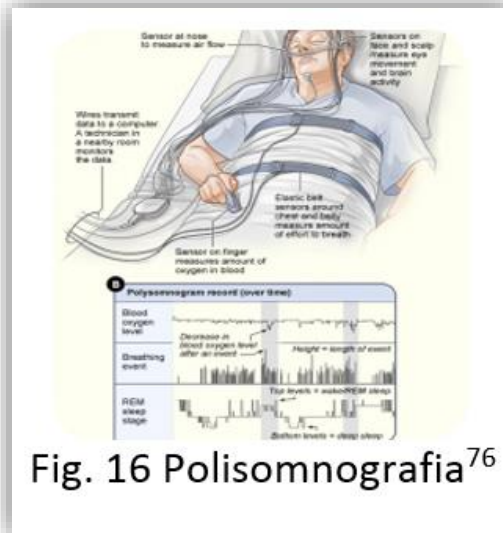 Sensor at nose
to measure air flow
Sensors on
face and scalp
measure eye
movement
and brain
activity
Wires transmit
data to a computer
A technician in
a nearby room
monitors
the data.
Elastic belt
sensors around
chest and belly
measure amount
of effort to breath
Sensor on finger
measures amount of
oxygen in blood
B
Polysomnogram record (over time)
Blood
oxygen
level
Decrease in
blood oxygen level
after an event
Height = length of event
Breathing
event
Top levels = wake/REM sleep
REM
sleep
stage
Bottom levels = deep sleep
Fig. 16 Polisomnografia76